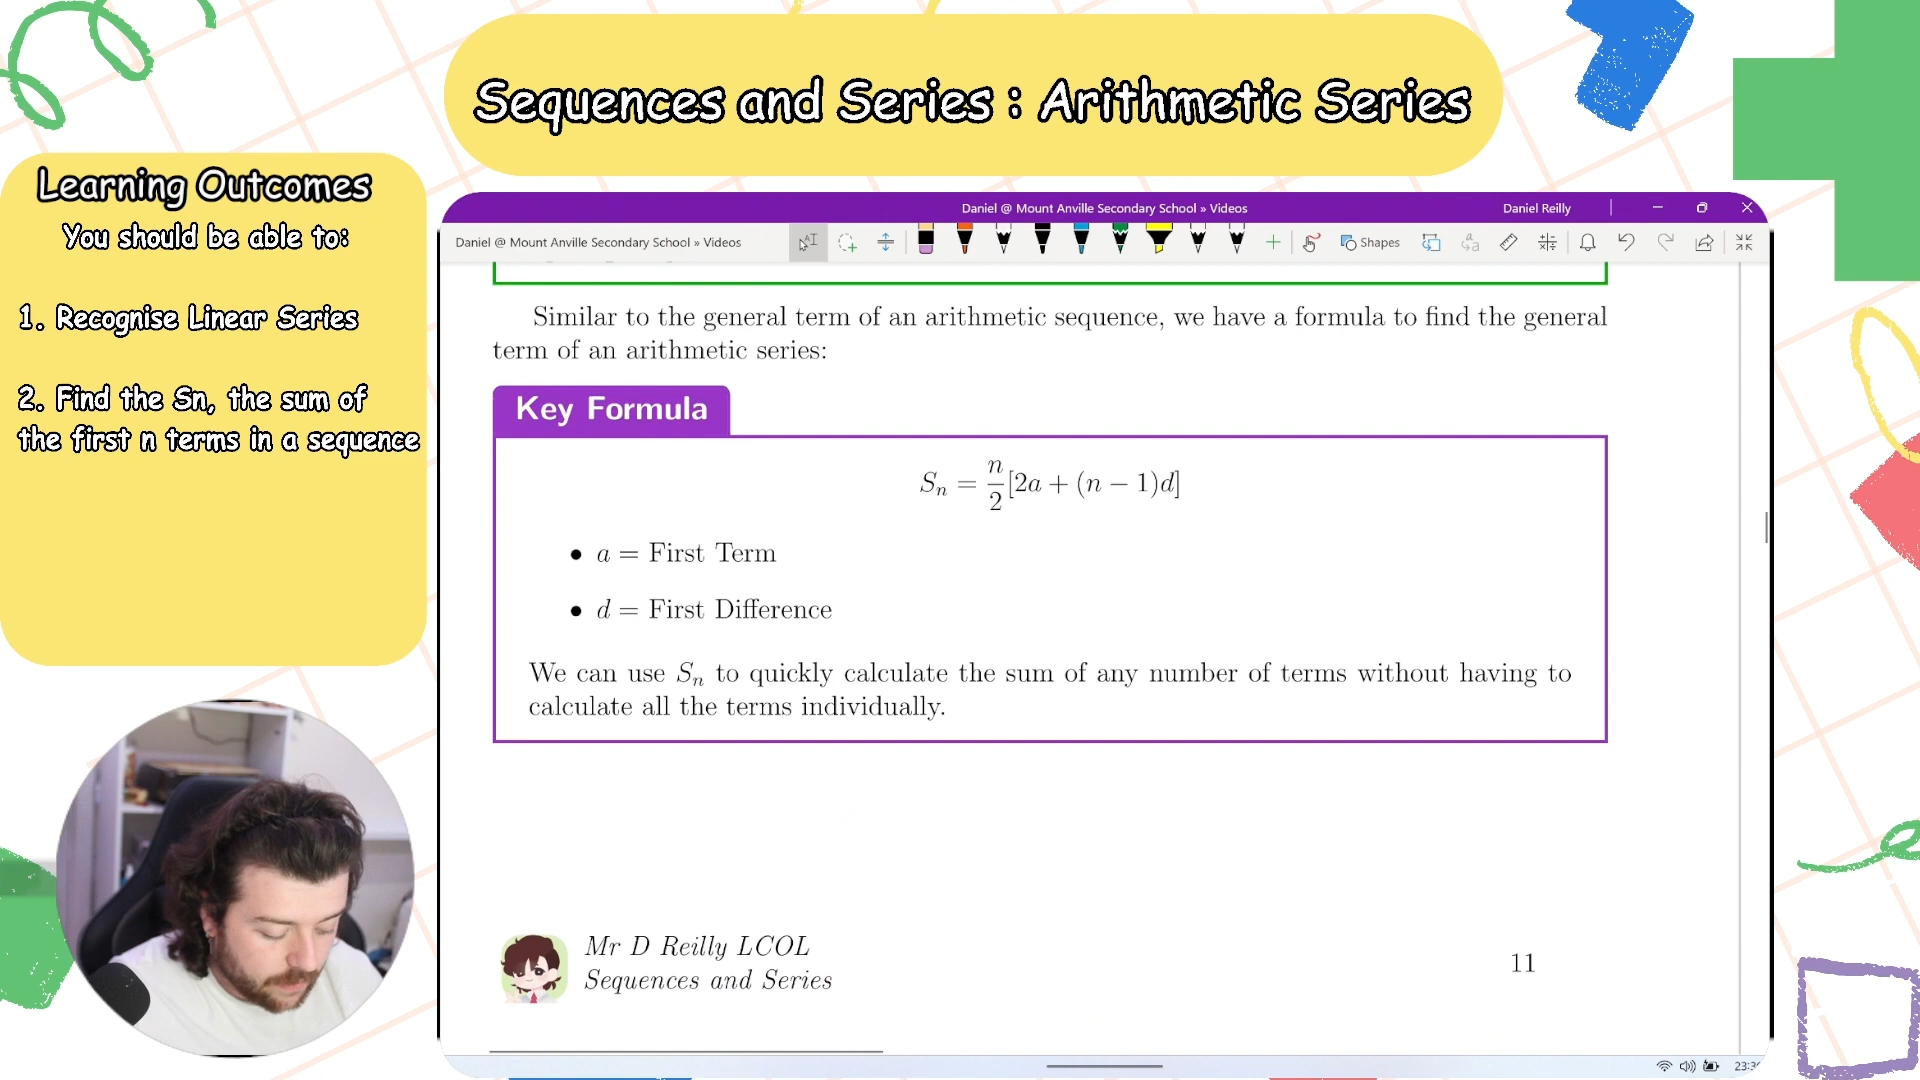 Sequences and Series : Arithmetic Series
Learning Outcomes
You should be able to:
1. Recognise Linear Series
2. Find the Sn, the sum of
the first n terms in a sequence
Daniel @ Mount Anville Secondary School » Videos
Daniel Reilly
Daniel @ Mount Anville Secondary School » Videos
Shapes
Similar to the general term of an arithmetic sequence, we have a formula to find the general
term of an arithmetic series:
Key Formula
Sₙ = n/2[2a + (n − 1)d]
• a = First Term
• d = First Difference
We can use Sₙ to quickly calculate the sum of any number of terms without having to
calculate all the terms individually.
Mr D Reilly LCOL
Sequences and Series
11